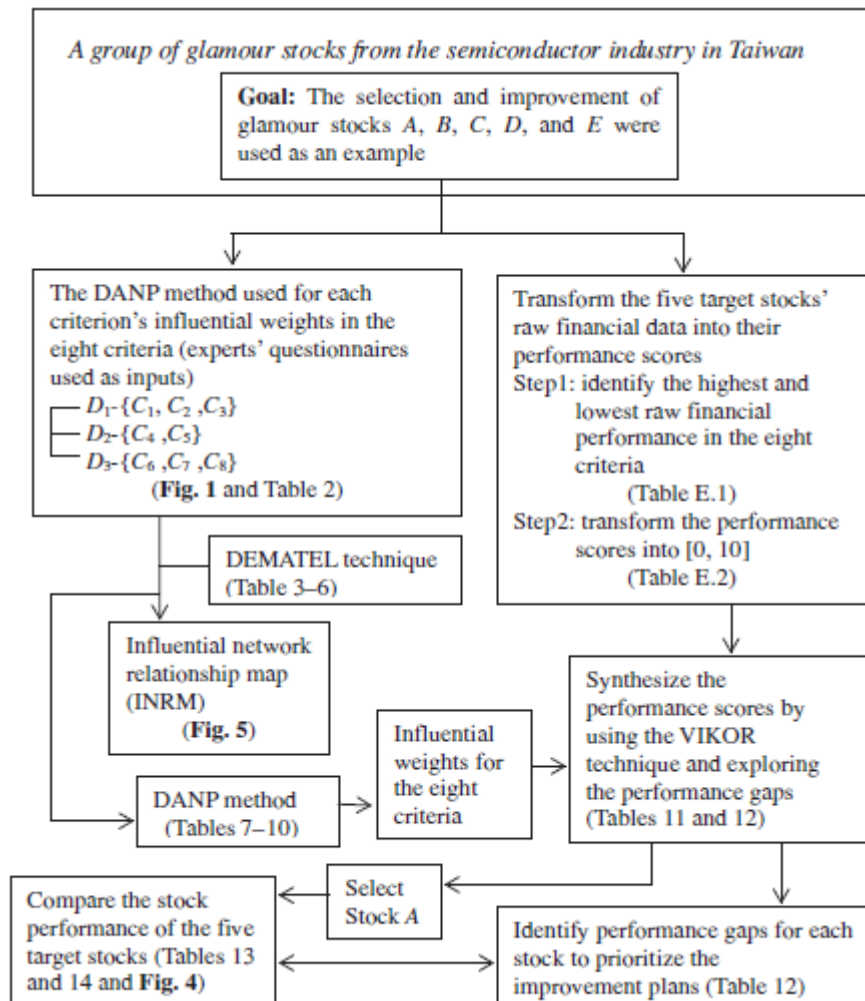 A group of glamour stocks from the semiconductor industry in Taiwan
Goal: The selection and improvement of
glamour stocks A, B, C, D, and E were
used as an example
The DANP method used for each
criterion's influential weights in the
eight criteria (experts' questionnaires
used as inputs)
D1-{C1, C2 ,C3}
D2-{C4 ,C5}
D3-{C6 ,C7 ,C8}
(Fig. 1 and Table 2)
Transform the five target stocks'
raw financial data into their
performance scores
Step1: identify the highest and
lowest raw financial
performance in the eight
criteria
(Table E.1)
Step2: transform the performance
scores into [0, 10]
(Table E.2)
DEMATEL technique
(Table 3–6)
Influential network
relationship map
(INRM)
(Fig. 5)
DANP method
(Tables 7–10)
Influential
weights for
the eight
criteria
Synthesize the
performance scores by
using the VIKOR
technique and exploring
the performance gaps
(Tables 11 and 12)
Select
Stock A
Compare the stock
performance of the five
target stocks (Tables 13
and 14 and Fig. 4)
Identify performance gaps for each
stock to prioritize the
improvement plans (Table 12)